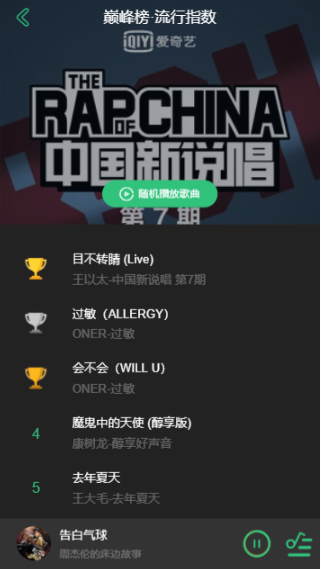 巅峰榜·流行指数
iQIYI 爱奇艺
THE
RAP OF CHINA
中国新说唱
随机播放歌曲
第7期
目不转睛 (Live)
王以太-中国新说唱 第7期
过敏（ALLERGY）
ONER-过敏
会不会（WILL U）
ONER-过敏
4 魔鬼中的天使 (醇享版)
康树龙-醇享好声音
5 去年夏天
王大毛-去年夏天
告白气球
周杰伦的床边故事